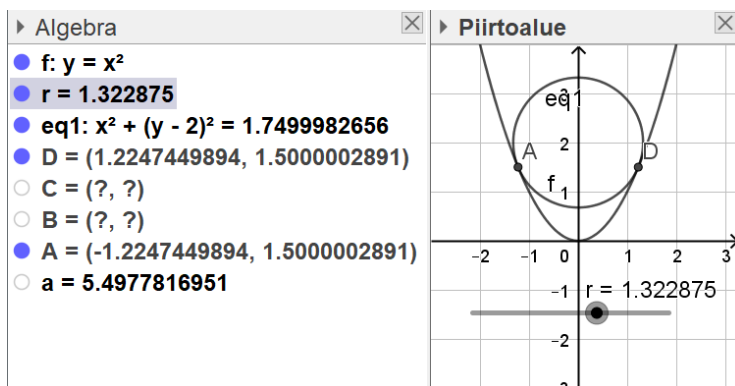 Algebra
f: y = x²
r = 1.322875
eq1: x² + (y - 2)² = 1.7499982656
D = (1.2247449894, 1.5000002891)
C = (?, ?)
B = (?, ?)
A = (-1.2247449894, 1.5000002891)
a = 5.4977816951
Piirtoalue
3
eq1
2
A
D
f
1
-2
-1
0
1
2
3
-1
r = 1.322875
-2
-3